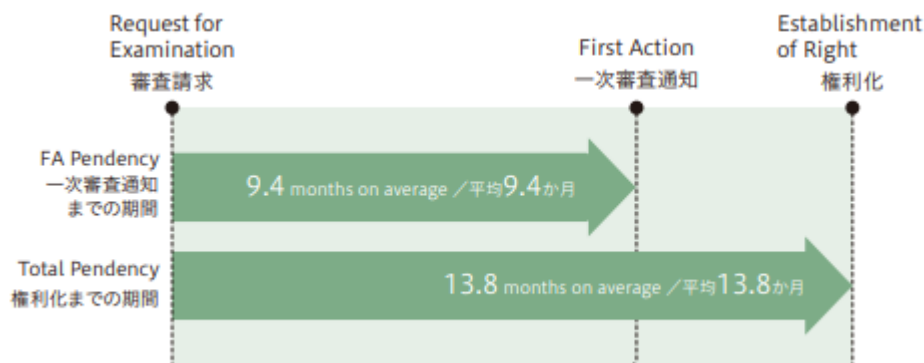 Request for
Examination
審査請求
First Action
一次審査通知
Establishment
of Right
権利化
FA Pendency
一次審査通知
までの期間
9.4 months on average ／平均9.4か月
Total Pendency
権利化までの期間
13.8 months on average ／平均13.8か月